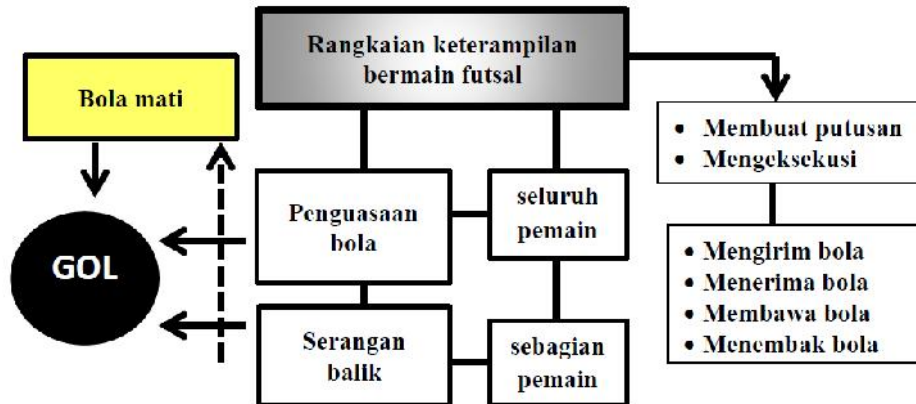 Rangkaian keterampilan
bermain futsal
Bola mati
• Membuat putusan
• Mengeksekusi
Penguasaan
bola
seluruh
pemain
GOL
• Mengirim bola
• Menerima bola
• Membawa bola
• Menembak bola
Serangan
balik
sebagian
pemain